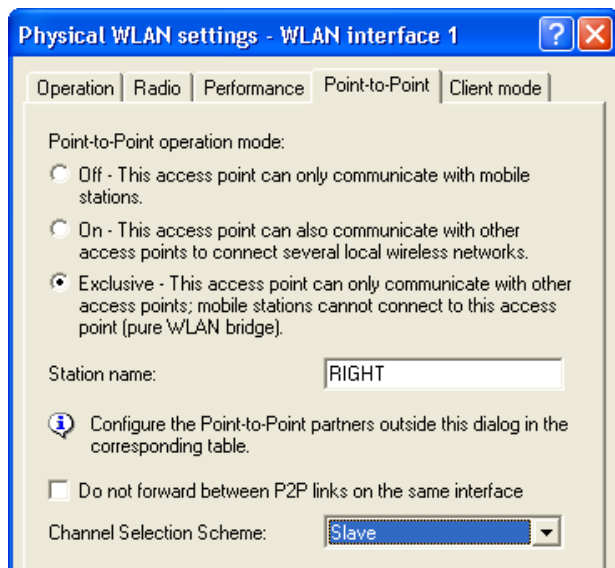 Physical WLAN settings - WLAN interface 1
Operation Radio Performance Point-to-Point Client mode
Point-to-Point operation mode:
Off - This access point can only communicate with mobile
stations.
On - This access point can also communicate with other
access points to connect several local wireless networks.
Exclusive - This access point can only communicate with other
access points; mobile stations cannot connect to this access
point (pure WLAN bridge).
Station name: RIGHT
Configure the Point-to-Point partners outside this dialog in the
corresponding table.
Do not forward between P2P links on the same interface
Channel Selection Scheme: Slave